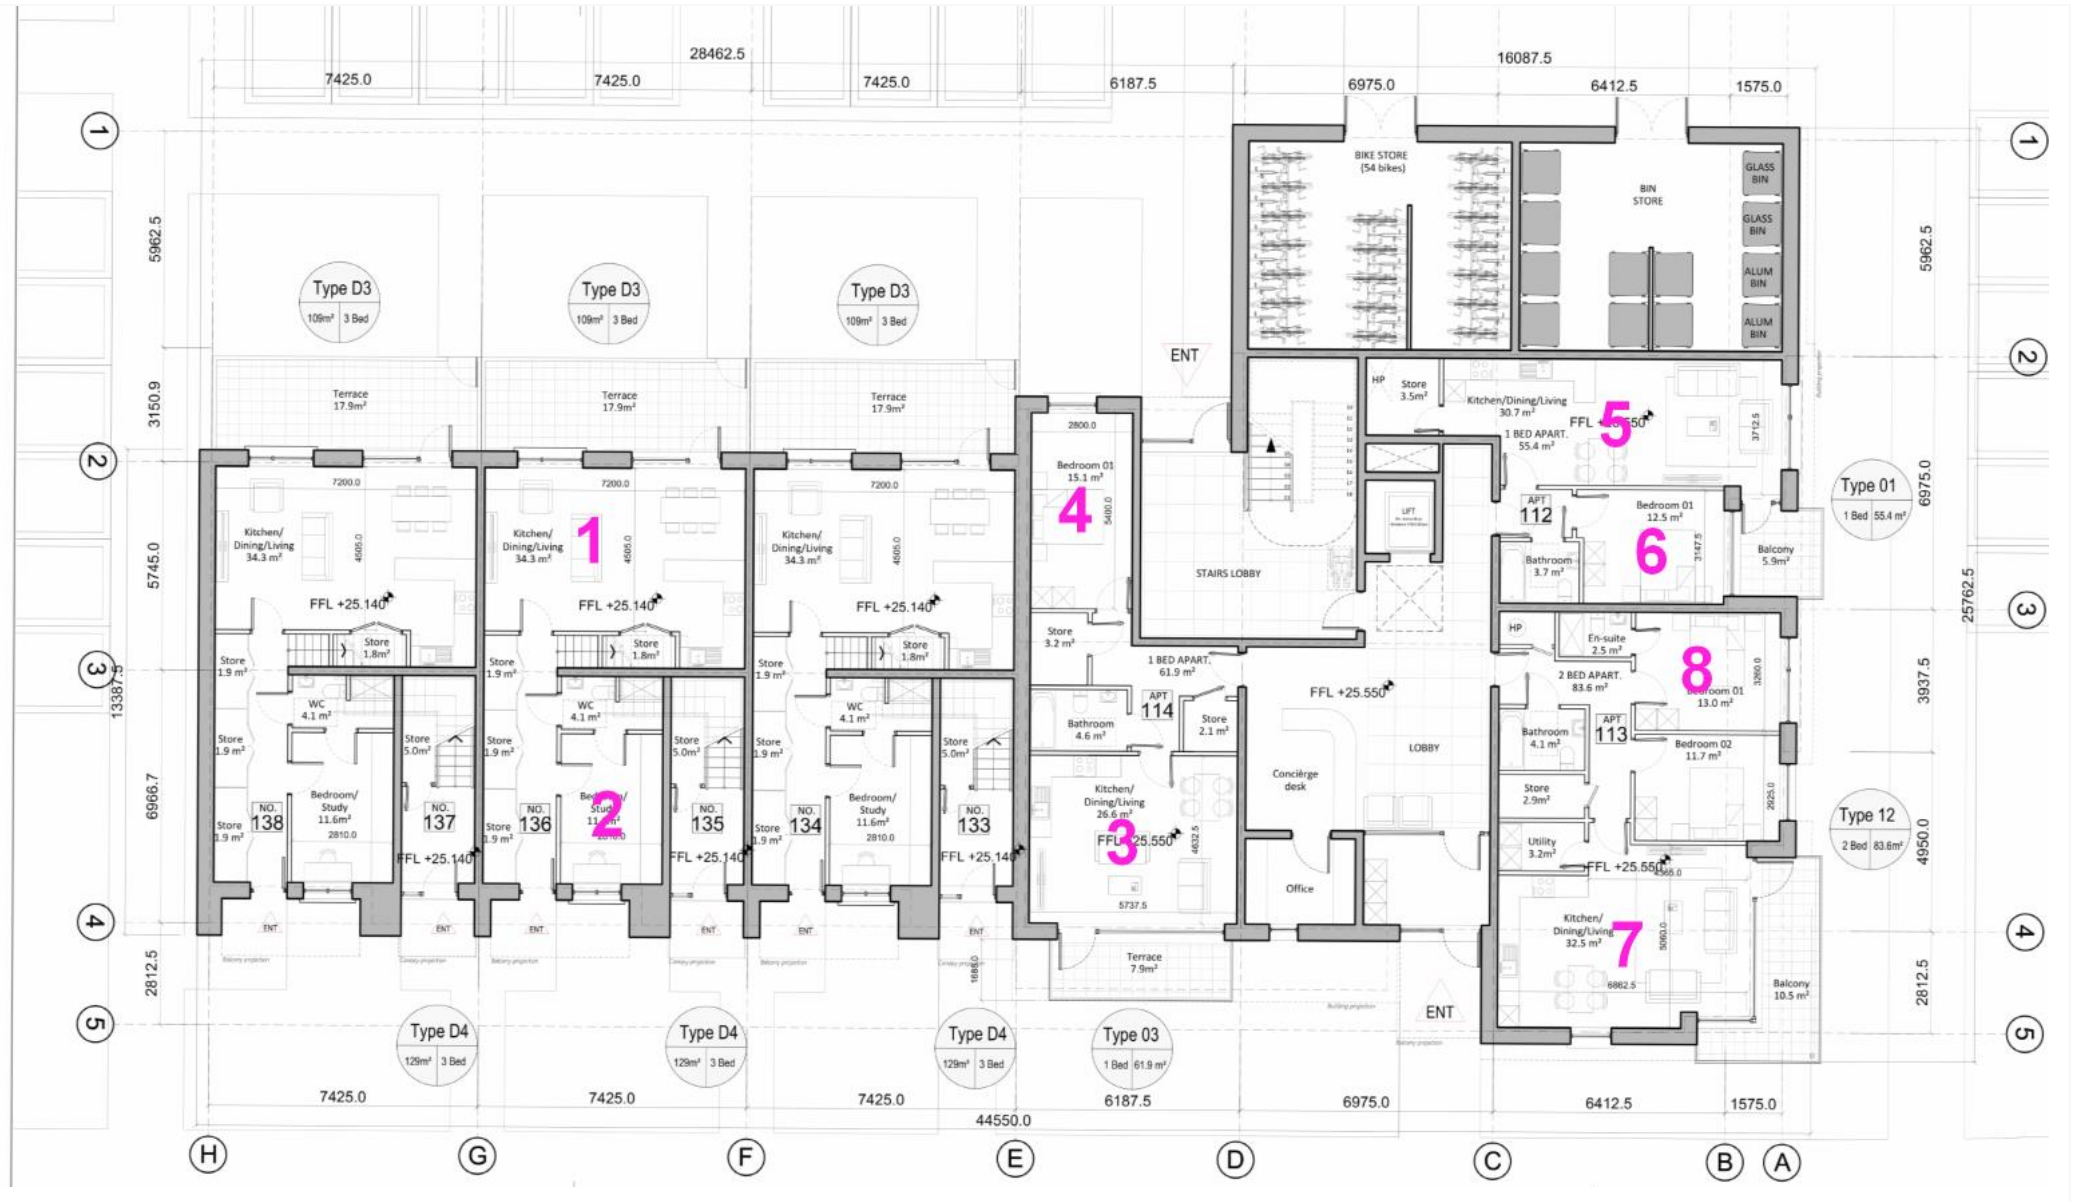 28462.5
16087.5
7425.0
7425.0
7425.0
6187.5
6975.0
6412.5
1575.0
1
1
BIKE STORE
(54 bikes)
BIN
STORE
GLASS
BIN
GLASS
BIN
ALUM
BIN
ALUM
BIN
5962.5
5962.5
Type D3
109m² 3 Bed
Type D3
109m² 3 Bed
Type D3
109m² 3 Bed
ENT
2
3150.9
Terrace
17.9m²
Terrace
17.9m²
Terrace
17.9m²
HP
Store
3.5m²
Kitchen/Dining/Living
30.7 m²
1 BED APART.
55.4 m²
5
3712.5
2800.0
2
Bedroom 01
15.1 m²
4
5400.0
7200.0
7200.0
7200.0
Kitchen/
Dining/Living
34.3 m²
4505.0
Kitchen/
Dining/Living
34.3 m²
1
4505.0
Kitchen/
Dining/Living
34.3 m²
4505.0
FFL +25.140
FFL +25.140
FFL +25.140
5745.0
6975.0
Type 01
1 Bed 55.4 m²
LIFT
APT
112
Bedroom 01
12.5 m²
6
3147.5
Bathroom
3.7 m²
Balcony
5.9m²
STAIRS LOBBY
25762.5
3
3
13387.5
Store
1.8m²
Store
1.8m²
Store
1.8m²
Store
1.9 m²
Store
1.9 m²
Store
1.9 m²
Store
3.2 m²
1 BED APART.
61.9 m²
HP
En-suite
2.5 m²
2 BED APART.
83.6 m²
8
Bedroom 01
13.0 m²
3260.0
3937.5
FFL +25.550
WC
4.1 m²
WC
4.1 m²
WC
4.1 m²
APT
114
Store
2.1 m²
Bathroom
4.6 m²
LOBBY
Bathroom
4.1 m²
APT
113
Bedroom 02
11.7 m²
2925.0
Store
1.9 m²
Store
5.0m²
Store
1.9 m²
Store
5.0m²
Store
1.9 m²
Store
5.0m²
Concièrge
desk
Store
2.9m²
6966.7
Bedroom/
Study
11.6m²
2810.0
2
Bedroom/
Study
11.6m²
2810.0
NO.
138
NO.
137
NO.
136
NO.
135
NO.
134
NO.
133
Store
1.9 m²
Store
1.9 m²
Store
1.9 m²
FFL +25.140
FFL +25.140
FFL +25.140
Kitchen/
Dining/Living
26.6 m²
FFL +25.550
3
4632.5
5737.5
Utility
3.2m²
FFL +25.550
4365.0
Type 12
2 Bed 83.6m²
4950.0
Office
4
ENT
ENT
ENT
ENT
ENT
ENT
Kitchen/
Dining/Living
32.5 m²
7
5060.0
6862.5
4
Balcony projection
Canopy projection
Balcony projection
Canopy projection
Balcony projection
Canopy projection
Terrace
7.9m²
Building projection
ENT
Balcony projection
Balcony
10.5 m²
2812.5
2812.5
5
5
Type D4
129m² 3 Bed
Type D4
129m² 3 Bed
Type D4
129m² 3 Bed
Type 03
1 Bed 61.9 m²
7425.0
7425.0
7425.0
6187.5
6975.0
6412.5
1575.0
44550.0
H
G
F
E
D
C
B
A